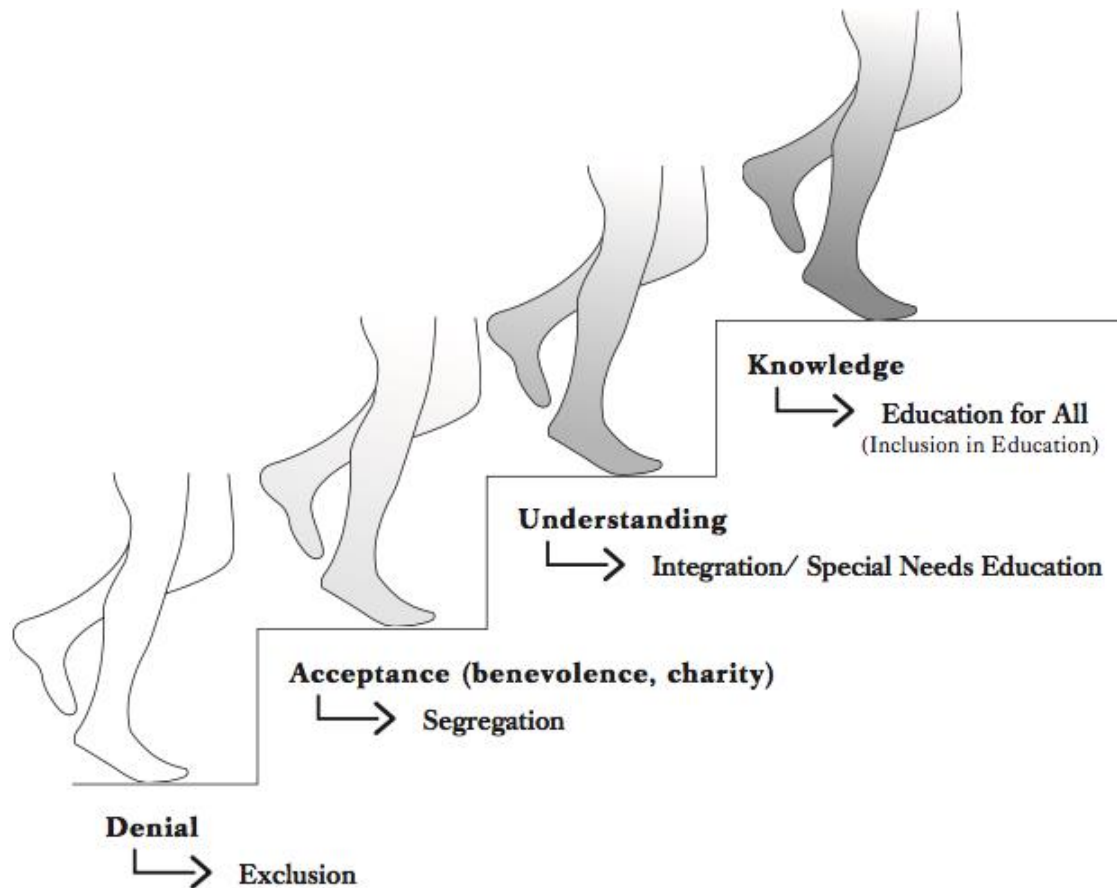 Knowledge
Education for All
(Inclusion in Education)
Understanding
Integration/ Special Needs Education
Acceptance (benevolence, charity)
Segregation
Denial
Exclusion